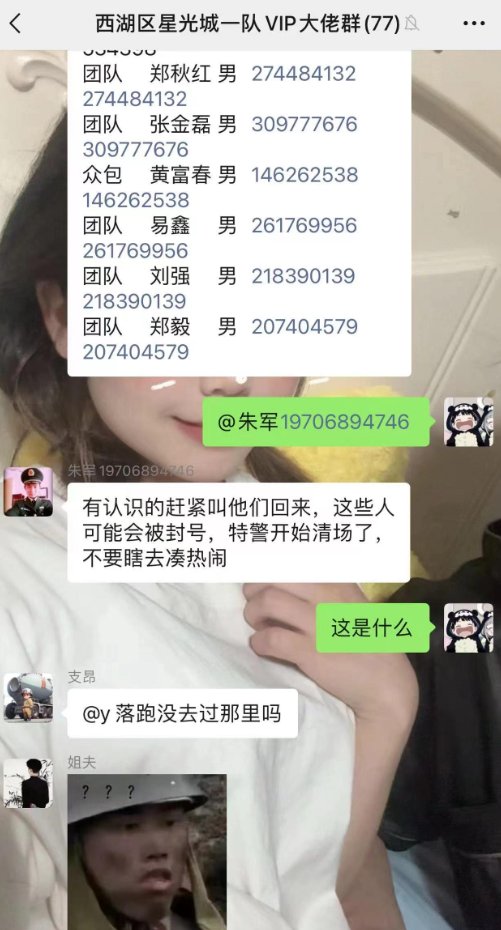 西湖区星光城一队VIP大佬群(77)
团队 郑秋红 男 274484132
274484132
团队 张金磊 男 309777676
309777676
众包 黄富春 男 146262538
146262538
团队 易鑫 男 261769956
261769956
团队 刘强 男 218390139
218390139
团队 郑毅 男 207404579
207404579
@朱军19706894746
朱军19706894746
有认识的赶紧叫他们回来，这些人
可能会被封号，特警开始清场了，
不要瞎去凑热闹
这是什么
支昂
@y 落跑没去过那里吗
姐夫
？？？